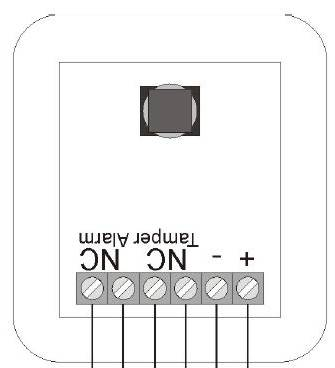 + - NC NC
Tamper Alarm